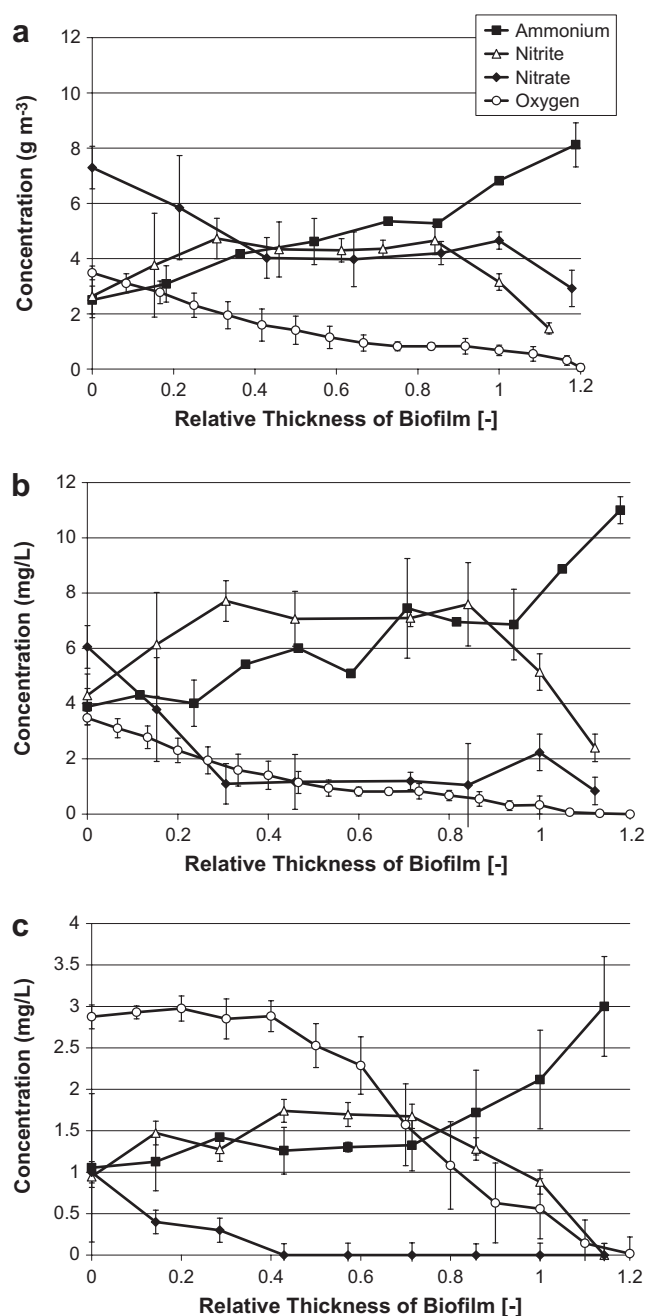 a
Ammonium
Nitrite
Nitrate
Oxygen
12
10
8
6
4
2
0
Concentration (g m-3)
0 0.2 0.4 0.6 0.8 1 1.2
Relative Thickness of Biofilm [-]
b
12
10
8
6
4
2
0
Concentration (mg/L)
0 0.2 0.4 0.6 0.8 1 1.2
Relative Thickness of Biofilm [-]
c
4
3.5
3
2.5
2
1.5
1
0.5
0
Concentration (mg/L)
0 0.2 0.4 0.6 0.8 1 1.2
Relative Thickness of Biofilm [-]